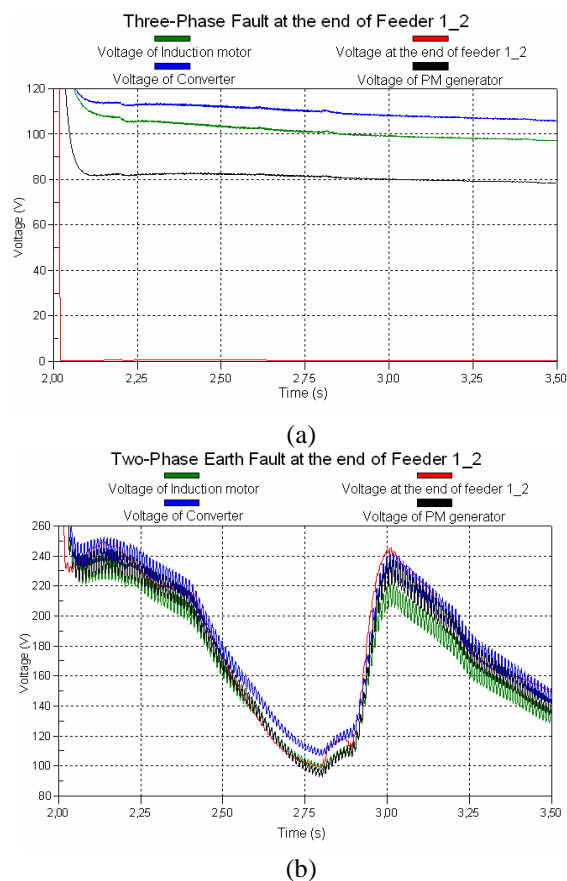 Three-Phase Fault at the end of Feeder 1_2
Voltage of Induction motor
Voltage at the end of feeder 1_2
Voltage of Converter
Voltage of PM generator
Voltage (V)
120
100
80
60
40
20
0
2,00 2,25 2,50 2,75 3,00 3,25 3,50
Time (s)
(a)
Two-Phase Earth Fault at the end of Feeder 1_2
Voltage of Induction motor
Voltage at the end of feeder 1_2
Voltage of Converter
Voltage of PM generator
Voltage (V)
260
240
220
200
180
160
140
120
100
80
2,00 2,25 2,50 2,75 3,00 3,25 3,50
Time (s)
(b)